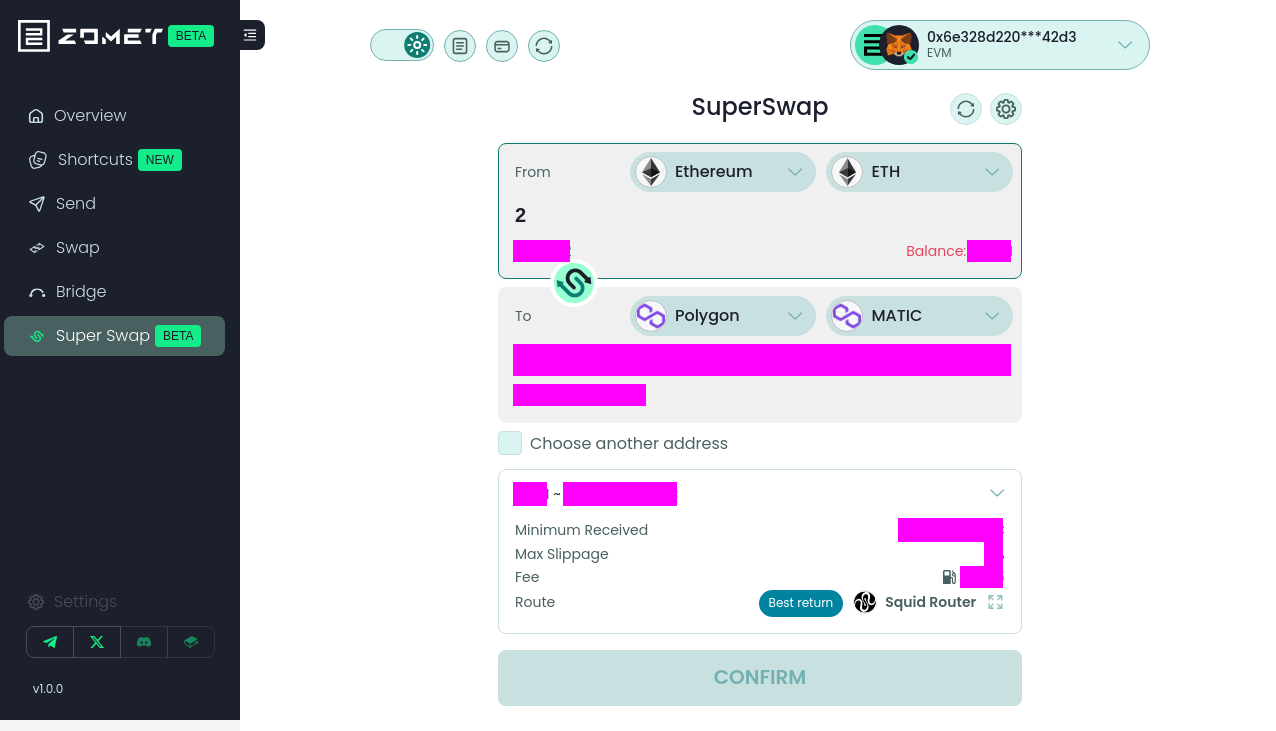 ZOMET BETA
Overview
Shortcuts NEW
Send
Swap
Bridge
Super Swap BETA
Settings
v1.0.0
0x6e328d220***42d3
EVM
SuperSwap
From Ethereum ETH
2
Balance:
To Polygon MATIC
Choose another address
~
Minimum Received
Max Slippage
Fee
Route Best return Squid Router
CONFIRM